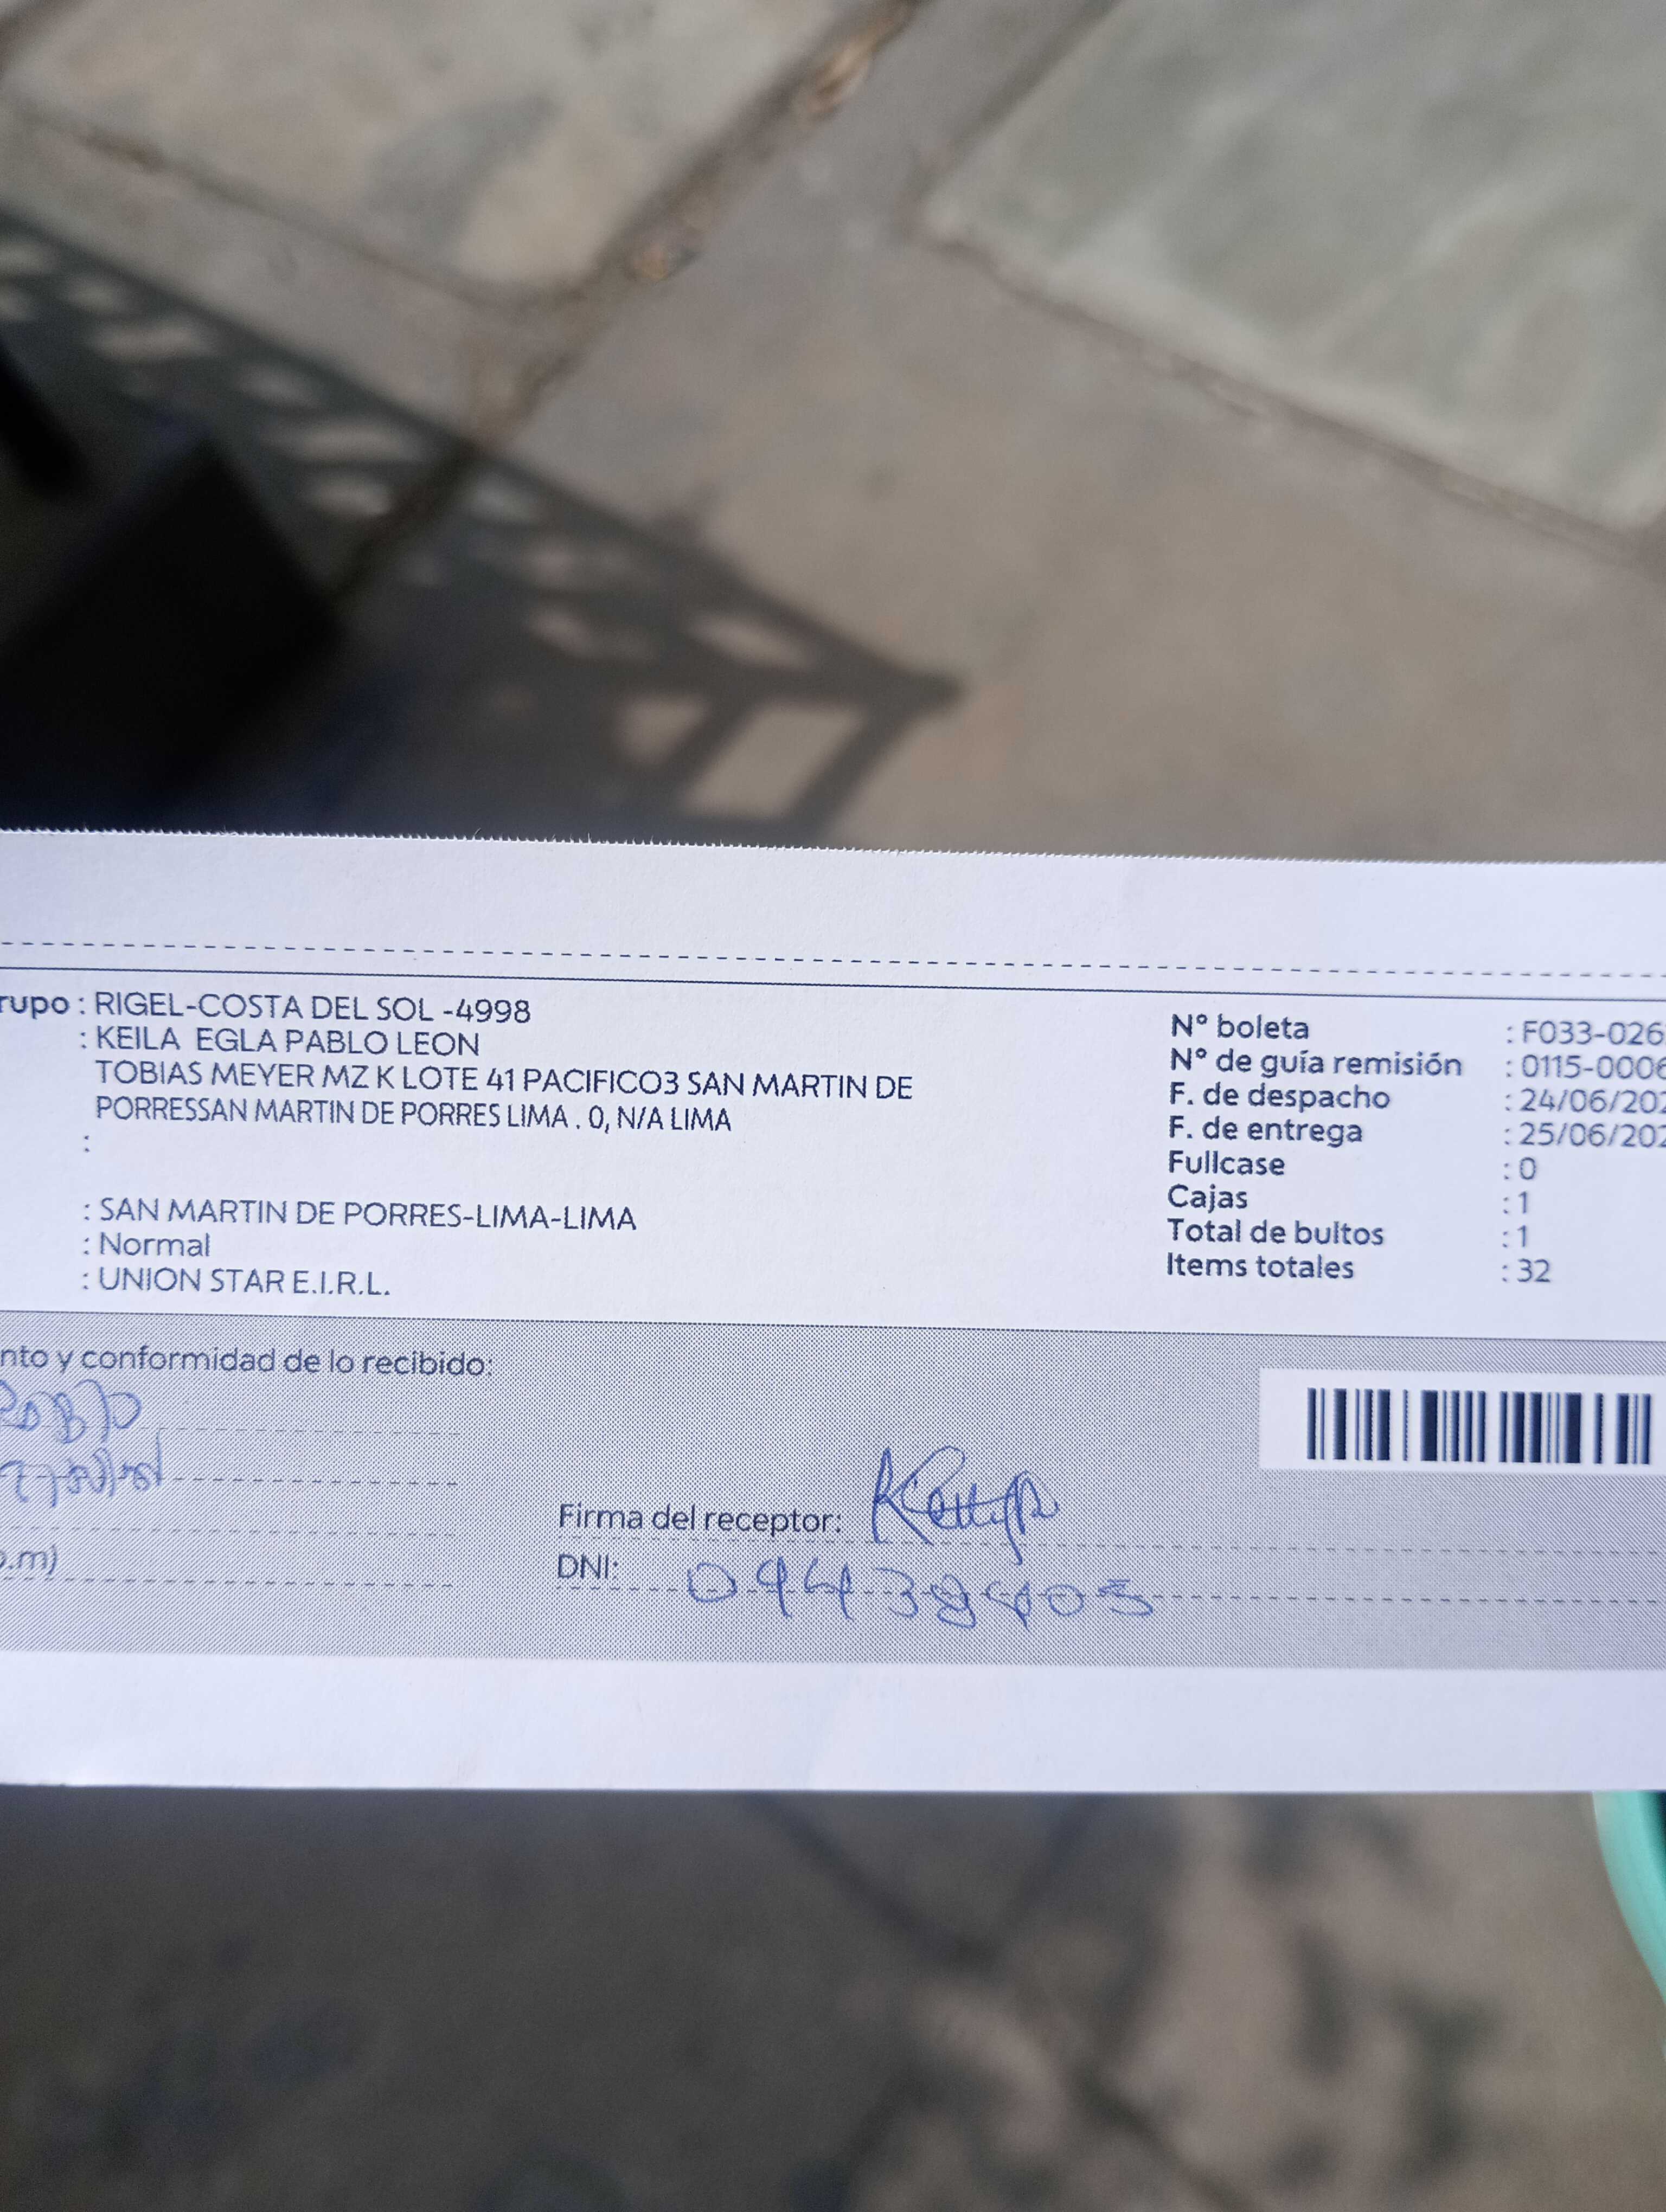 rupo : RIGEL-COSTA DEL SOL -4998
: KEILA EGLA PABLO LEON
TOBIAS MEYER MZ K LOTE 41 PACIFICO3 SAN MARTIN DE
PORRESSAN MARTIN DE PORRES LIMA . 0, N/A LIMA
:
: SAN MARTIN DE PORRES-LIMA-LIMA
: Normal
: UNION STAR E.I.R.L.
N° boleta : F033-026
N° de guía remisión : 0115-0006
F. de despacho : 24/06/202
F. de entrega : 25/06/202
Fullcase : 0
Cajas : 1
Total de bultos : 1
Items totales : 32
nto y conformidad de lo recibido:
Firma del receptor:
DNI:
.m)